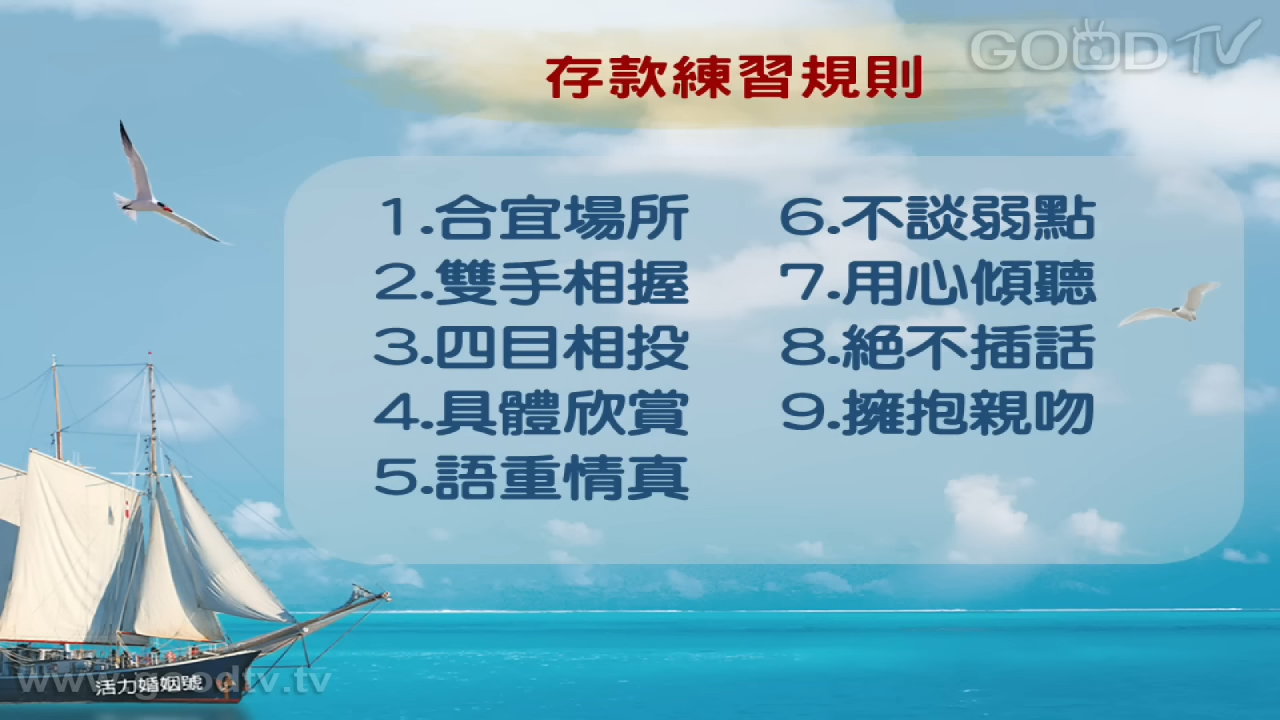 GOOD TV
存款練習規則
1.合宜場所
2.雙手相握
3.四目相投
4.具體欣賞
5.語重情真
6.不談弱點
7.用心傾聽
8.絕不插話
9.擁抱親吻
活力婚姻號
www.goodtv.tv